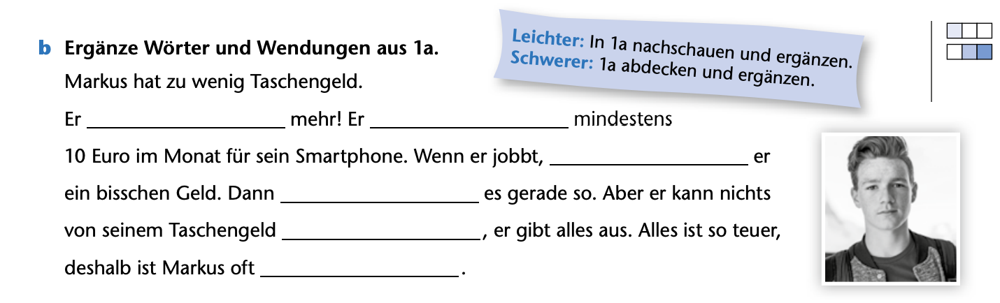 b Ergänze Wörter und Wendungen aus 1a.
Leichter: In 1a nachschauen und ergänzen.
Schwerer: 1a abdecken und ergänzen.
Markus hat zu wenig Taschengeld.
Er ____________ mehr! Er ____________ mindestens
10 Euro im Monat für sein Smartphone. Wenn er jobbt, ____________ er
ein bisschen Geld. Dann ____________ es gerade so. Aber er kann nichts
von seinem Taschengeld ____________, er gibt alles aus. Alles ist so teuer,
deshalb ist Markus oft ____________.